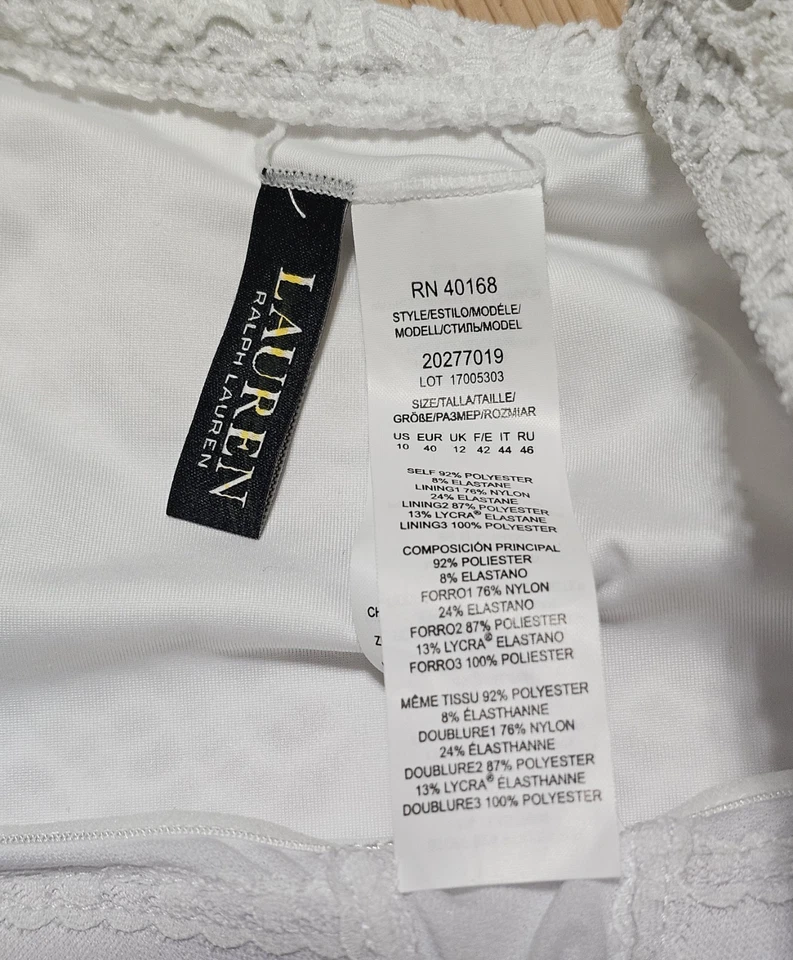 LAUREN
RALPH LAUREN
RN 40168
STYLE/ESTILO/MODÉLE/
MODELL/СТИЛЬ/MODEL
20277019
LOT 17005303
SIZE/TALLA/TAILLE/
GRÖßE/РАЗМЕР/ROZMIAR
US EUR UK F/E IT RU
10 40 12 42 44 46
SELF 92% POLYESTER
8% ELASTANE
LINING1 76% NYLON
24% ELASTANE
LINING2 87% POLYESTER
13% LYCRA® ELASTANE
LINING3 100% POLYESTER
COMPOSICIÓN PRINCIPAL
92% POLIESTER
8% ELASTANO
FORRO1 76% NYLON
24% ELASTANO
FORRO2 87% POLIESTER
13% LYCRA® ELASTANO
FORRO3 100% POLIESTER
MÊME TISSU 92% POLYESTER
8% ÉLASTHANNE
DOUBLURE1 76% NYLON
24% ÉLASTHANNE
DOUBLURE2 87% POLYESTER
13% LYCRA® ÉLASTHANNE
DOUBLURE3 100% POLYESTER